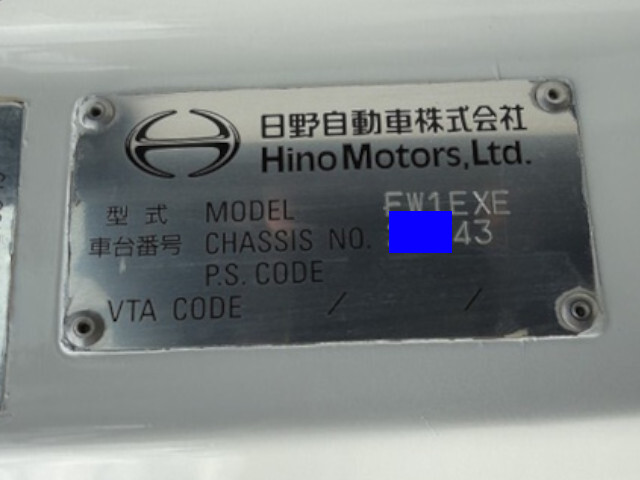 日野自動車株式会社
Hino Motors, Ltd.
型式 MODEL FW1EXE
車台番号 CHASSIS NO. 43
P.S. CODE
VTA CODE / /